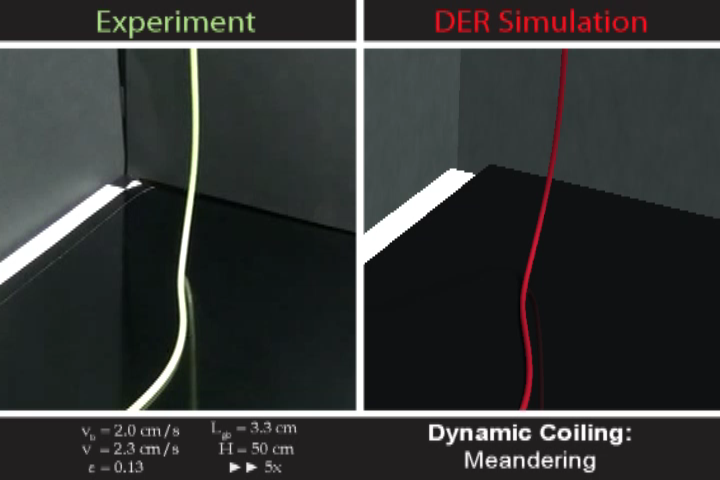 Experiment
DER Simulation
v_b = 2.0 cm/s
v = 2.3 cm/s
ε = 0.13
L_gb = 3.3 cm
H = 50 cm
►► 5x
Dynamic Coiling:
Meandering